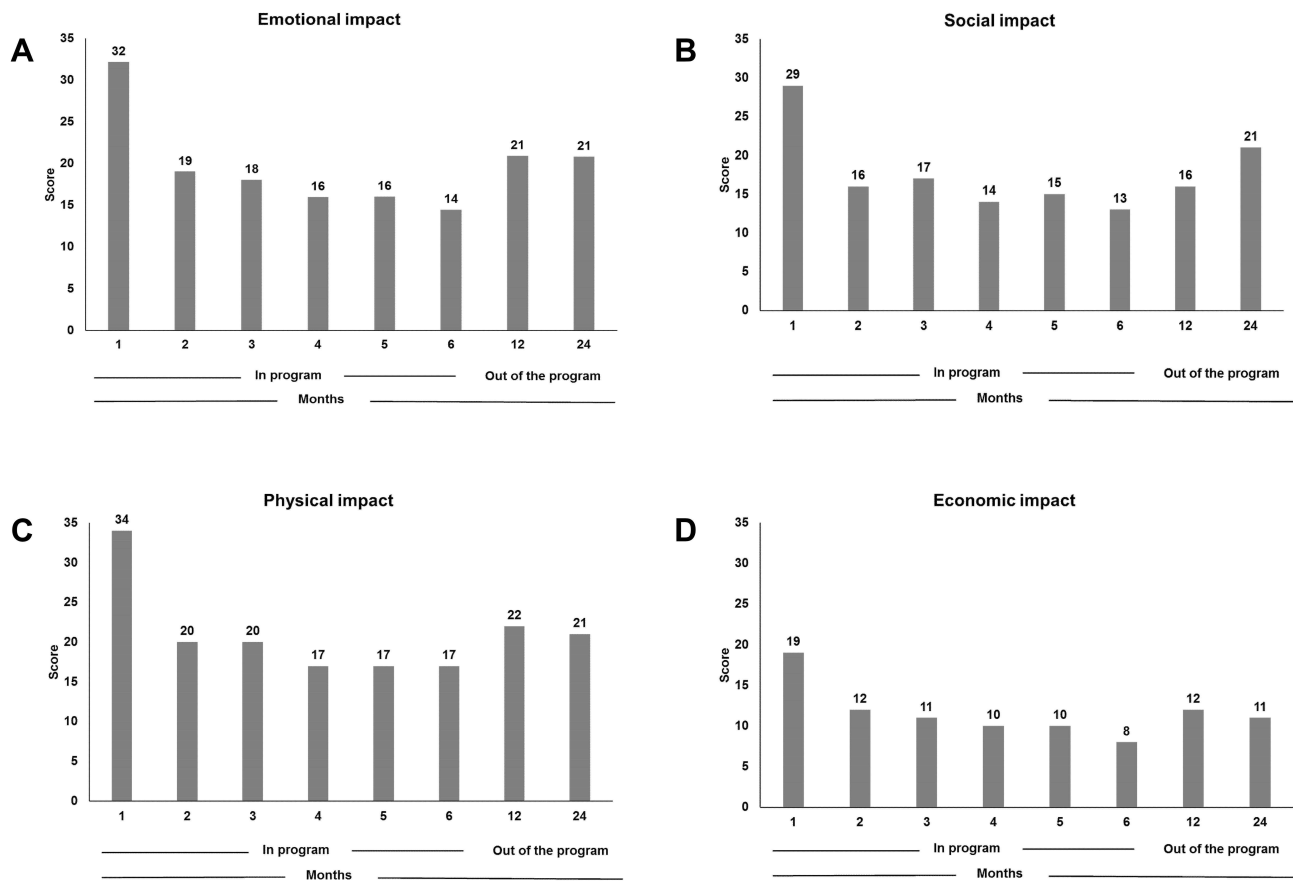 Emotional impact
A
35
30
25
20
15
10
5
0
Score
32
19
18
16
16
14
21
21
1 2 3 4 5 6 12 24
In program Out of the program
Months
Social impact
B
35
30
25
20
15
10
5
0
Score
29
16
17
14
15
13
16
21
1 2 3 4 5 6 12 24
In program Out of the program
Months
Physical impact
C
35
30
25
20
15
10
5
0
Score
34
20
20
17
17
17
22
21
1 2 3 4 5 6 12 24
In program Out of the program
Months
Economic impact
D
35
30
25
20
15
10
5
0
Score
19
12
11
10
10
8
12
11
1 2 3 4 5 6 12 24
In program Out of the program
Months